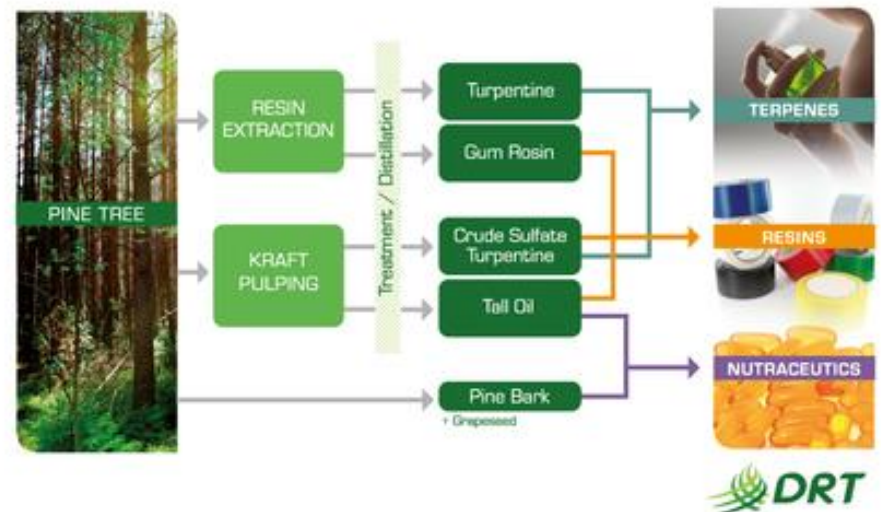 PINE TREE
RESIN
EXTRACTION
KRAFT
PULPING
Treatment / Distillation
Turpentine
Gum Rosin
Crude Sulfate
Turpentine
Tall Oil
Pine Bark
+ Grapeseed
TERPENES
RESINS
NUTRACEUTICS
DRT